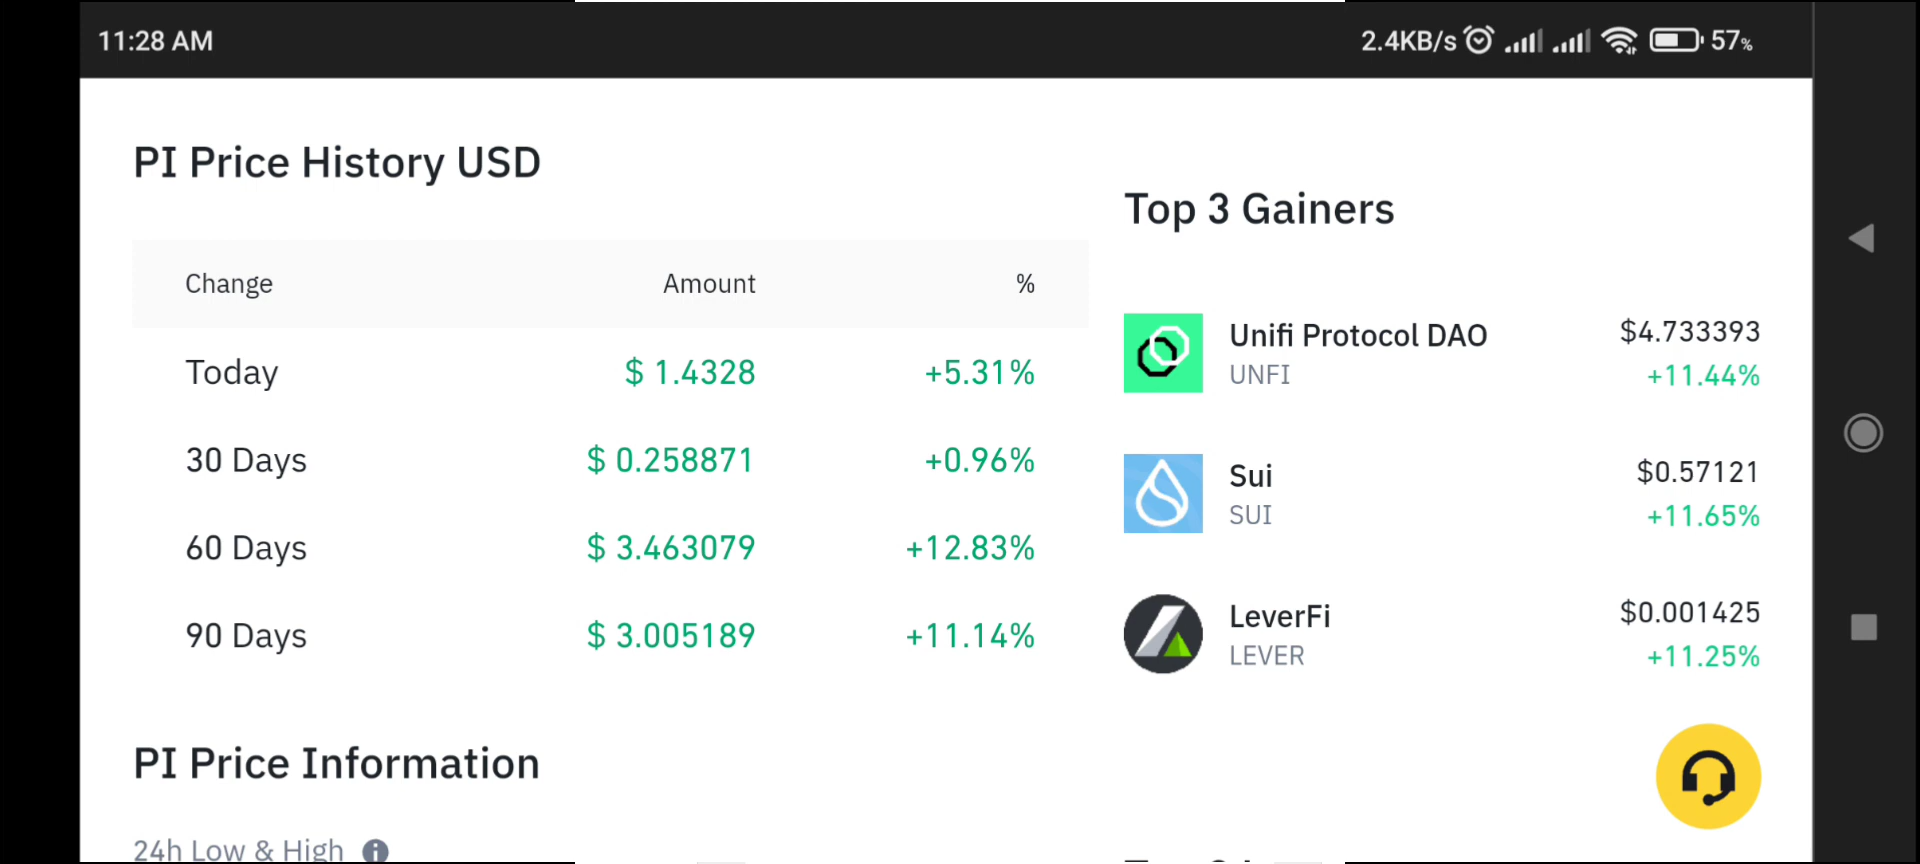 11:28 AM
2.4KB/s 57%
PI Price History USD
Change Amount %
Today $ 1.4328 +5.31%
30 Days $ 0.258871 +0.96%
60 Days $ 3.463079 +12.83%
90 Days $ 3.005189 +11.14%
PI Price Information
24h Low & High
Top 3 Gainers
Unifi Protocol DAO $4.733393
UNFI +11.44%
Sui $0.57121
SUI +11.65%
LeverFi $0.001425
LEVER +11.25%